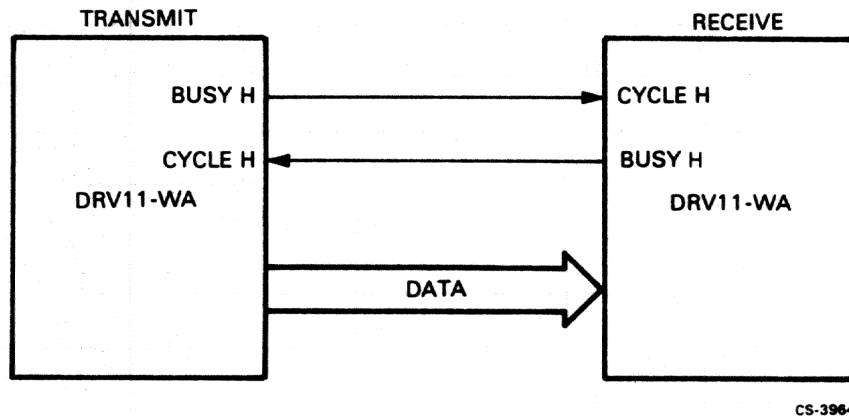 TRANSMIT
RECEIVE
BUSY H
CYCLE H
CYCLE H
BUSY H
DRV11-WA
DRV11-WA
DATA